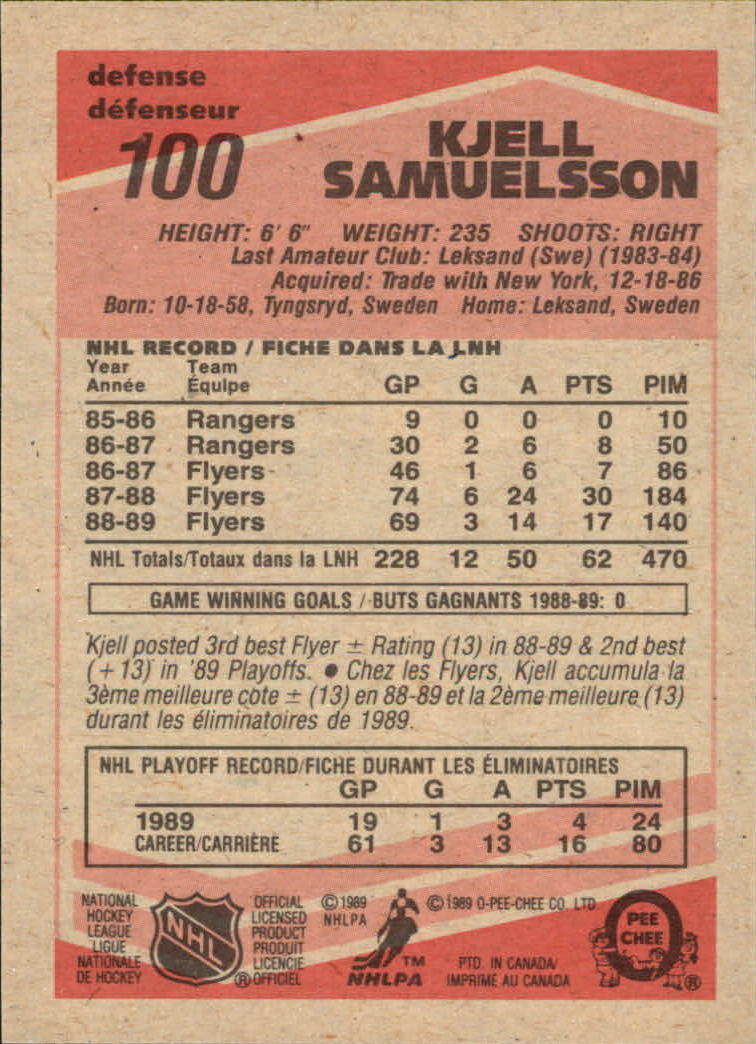 defense
défenseur
100
KJELL
SAMUELSSON
HEIGHT: 6' 6" WEIGHT: 235 SHOOTS: RIGHT
Last Amateur Club: Leksand (Swe) (1983-84)
Acquired: Trade with New York, 12-18-86
Born: 10-18-58, Tyngsryd, Sweden Home: Leksand, Sweden
NHL RECORD / FICHE DANS LA LNH
Year Team
Année Équipe GP G A PTS PIM
85-86 Rangers 9 0 0 0 10
86-87 Rangers 30 2 6 8 50
86-87 Flyers 46 1 6 7 86
87-88 Flyers 74 6 24 30 184
88-89 Flyers 69 3 14 17 140
NHL Totals/Totaux dans la LNH 228 12 50 62 470
GAME WINNING GOALS / BUTS GAGNANTS 1988-89: 0
Kjell posted 3rd best Flyer ± Rating (13) in 88-89 & 2nd best
(+13) in '89 Playoffs. ● Chez les Flyers, Kjell accumula la
3ème meilleure cote ± (13) en 88-89 et la 2ème meilleure (13)
durant les éliminatoires de 1989.
NHL PLAYOFF RECORD/FICHE DURANT LES ÉLIMINATOIRES
GP G A PTS PIM
1989 19 1 3 4 24
CAREER/CARRIÈRE 61 3 13 16 80
NATIONAL
HOCKEY
LEAGUE
LIGUE
NATIONALE
DE HOCKEY
NHL
®
OFFICIAL
LICENSED
PRODUCT
PRODUIT
LICENCIE
OFFICIEL
© 1989
NHLPA
TM
NHLPA
© 1989 O-PEE-CHEE CO. LTD.
PTD. IN CANADA/
IMPRIMÉ AU CANADA
O
PEE
CHEE
®